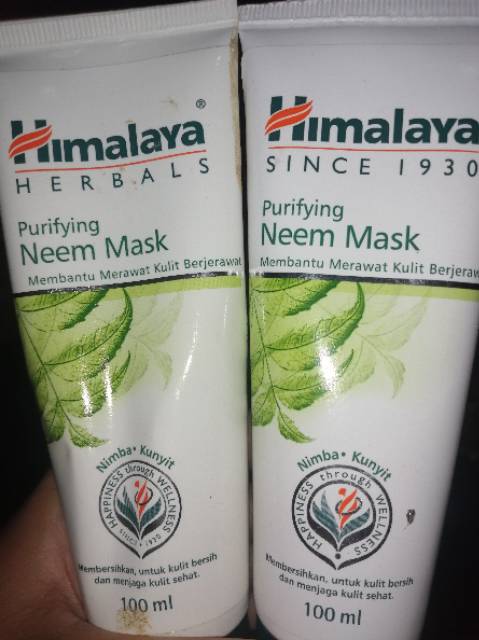 Himalaya®
HERBALS
Purifying
Neem Mask
Membantu Merawat Kulit Berjerawat
Nimba • Kunyit
HAPPINESS through WELLNESS
SINCE • 1930
Membersihkan, untuk kulit bersih
dan menjaga kulit sehat.
100 ml
Himalaya
SINCE 1930
Purifying
Neem Mask
Membantu Merawat Kulit Berjeraw
Nimba • Kunyit
HAPPINESS through WELLNESS
Membersihkan, untuk kulit bersih
dan menjaga kulit sehat.
100 ml